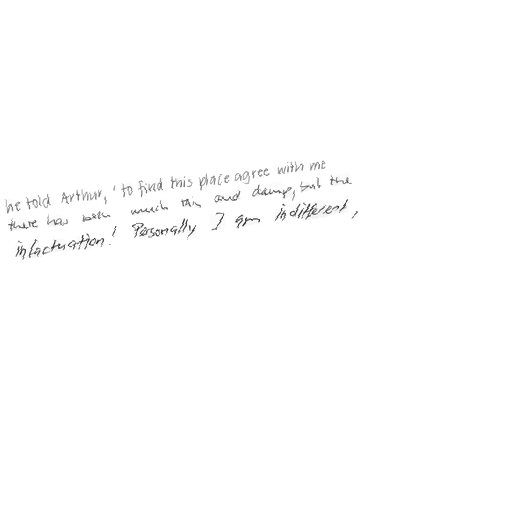 he told Arthur, ' to find this place agree with me
there has been much rain and damp, but the
infactuation! Personally I am indifferent,